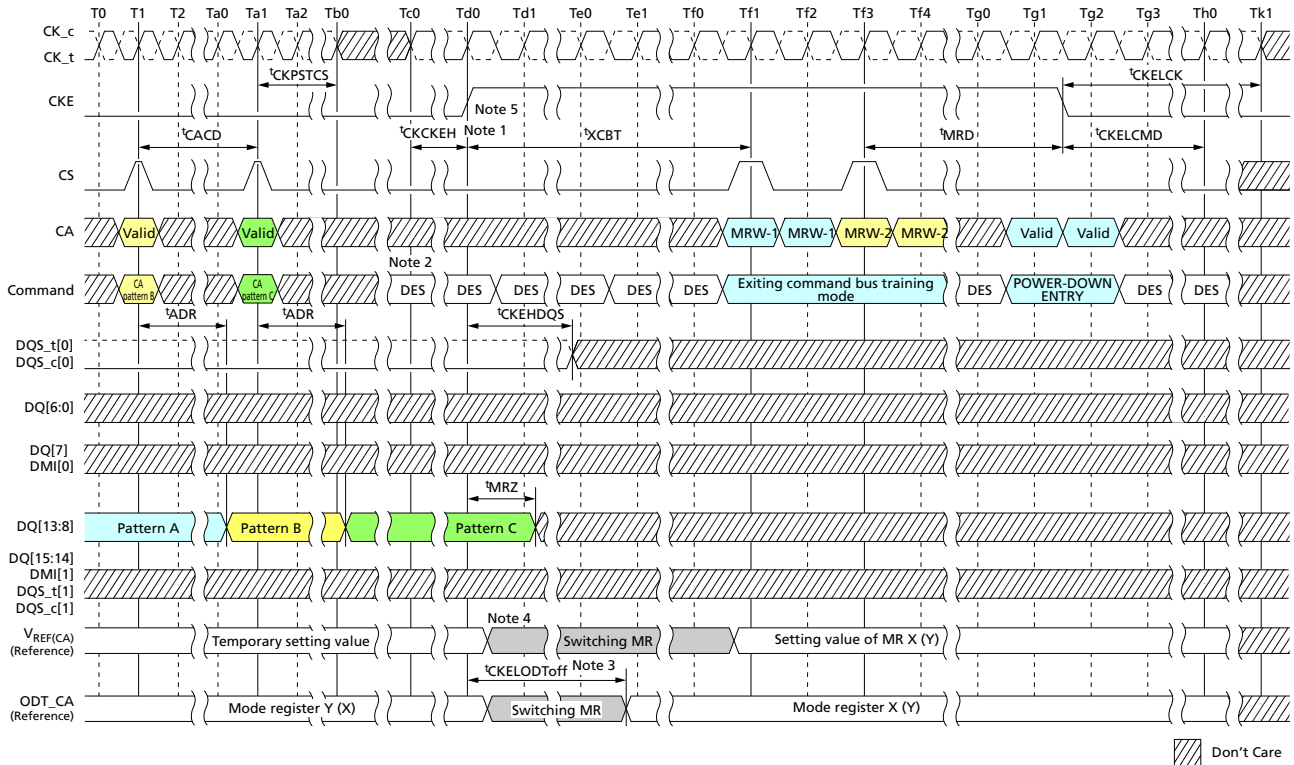 T0 T1 T2 Ta0 Ta1 Ta2 Tb0 Tc0 Td0 Td1 Te0 Te1 Tf0 Tf1 Tf2 Tf3 Tf4 Tg0 Tg1 Tg2 Tg3 Th0 Tk1
CK_c
CK_t
tCKPSTCS tCKELCK
CKE
Note 5
tCACD tCKCKEH Note 1 tXCBT tMRD tCKELCMD
CS
CA Valid Valid MRW-1 MRW-1 MRW-2 MRW-2 Valid Valid
Note 2
Command CA pattern B CA pattern C DES DES DES DES DES DES Exiting command bus training mode DES POWER-DOWN ENTRY DES DES
tADR tADR tCKEHDQS
DQS_t[0]
DQS_c[0]
DQ[6:0]
DQ[7]
DMI[0]
tMRZ
DQ[13:8] Pattern A Pattern B Pattern C
DQ[15:14]
DMI[1]
DQS_t[1]
DQS_c[1]
Note 4
VREF(CA) Temporary setting value Switching MR Setting value of MR X (Y)
(Reference)
tCKELODToff Note 3
ODT_CA Mode register Y (X) Switching MR Mode register X (Y)
(Reference)
Don't Care